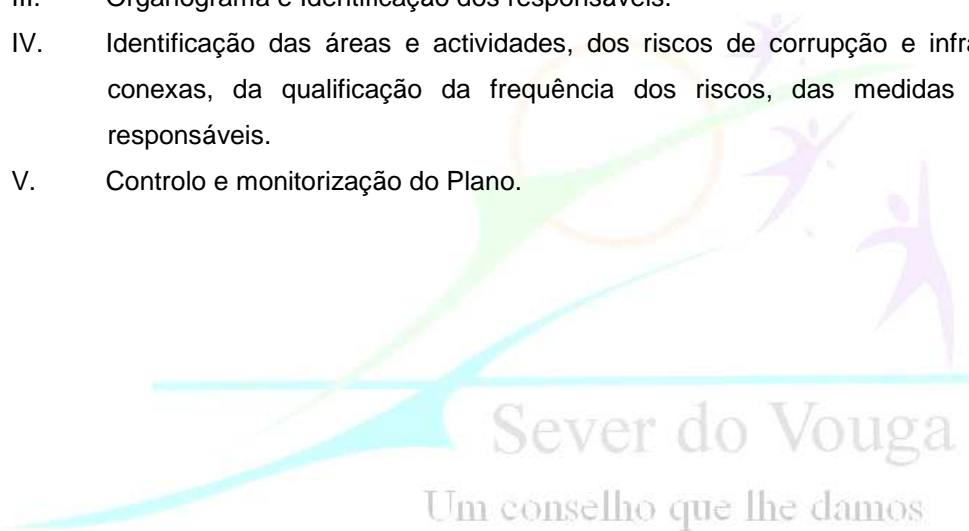 III. Organograma e Identificação dos responsáveis.
IV. Identificação das áreas e actividades, dos riscos de corrupção e infra
conexas, da qualificação da frequência dos riscos, das medidas
responsáveis.
V. Controlo e monitorização do Plano.
Sever do Vouga
Um conselho que lhe damos